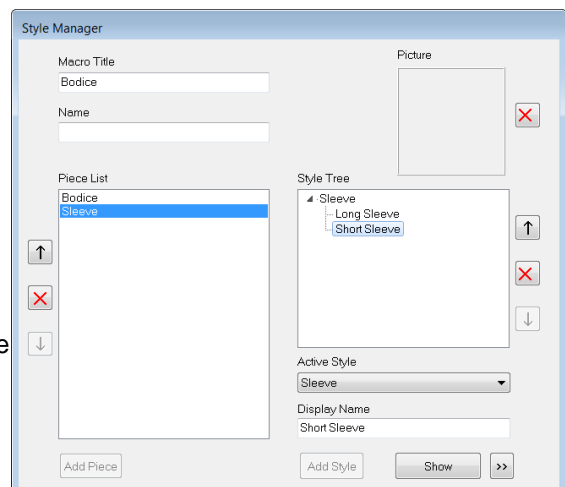 Style Manager
Macro Title
Bodice
Name
Picture
Piece List
Bodice
Sleeve
Style Tree
Sleeve
Long Sleeve
Short Sleeve
e
Active Style
Sleeve
Display Name
Short Sleeve
Add Piece
Add Style
Show
>>